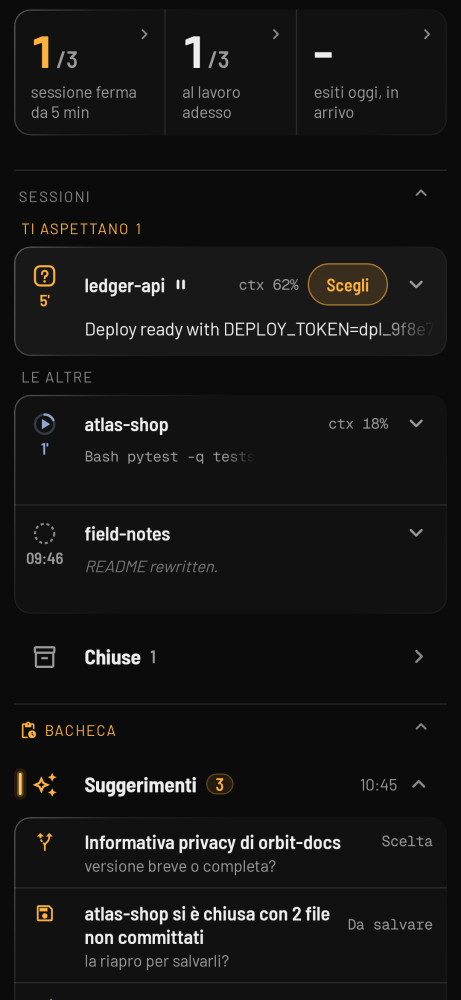 1/3
sessione ferma
da 5 min
1/3
al lavoro
adesso
–
esiti oggi, in
arrivo
SESSIONI
TI ASPETTANO 1
5'
ledger-api
ctx 62%
Scegli
Deploy ready with DEPLOY_TOKEN=dpl_9f8e7
LE ALTRE
1'
atlas-shop
ctx 18%
Bash pytest -q tests
09:46
field-notes
README rewritten.
Chiuse 1
BACHECA
Suggerimenti 3
10:45
Informativa privacy di orbit-docs
Scelta
versione breve o completa?
atlas-shop si è chiusa con 2 file
non committati
Da salvare
la riapro per salvarli?